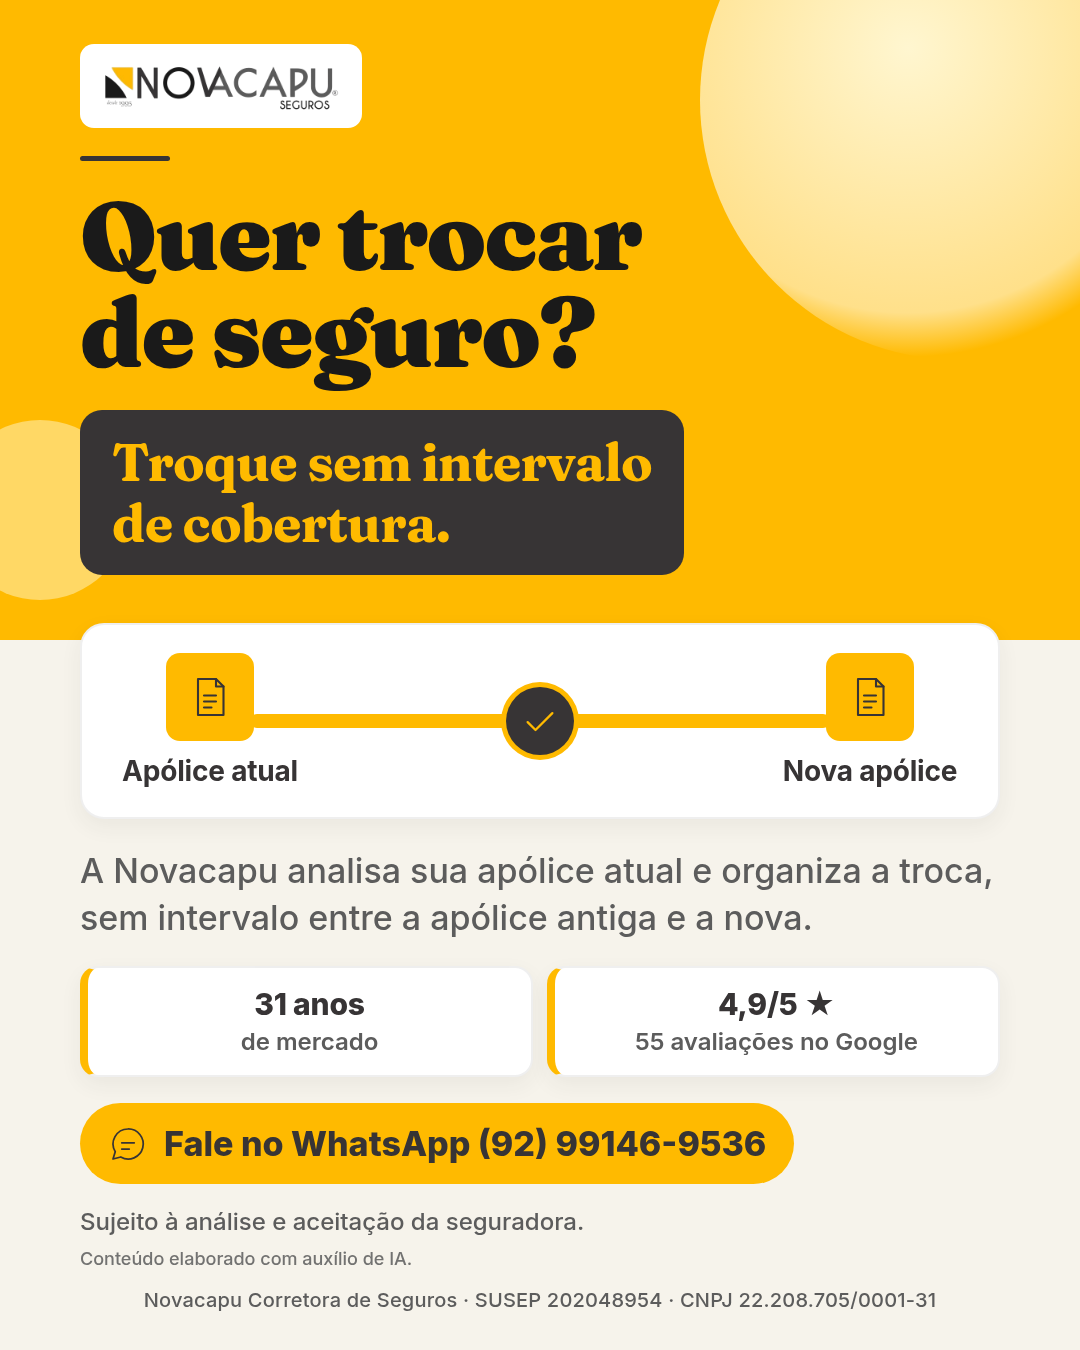 NOVACAPU®
desde 1995
SEGUROS
Quer trocar
de seguro?
Troque sem intervalo
de cobertura.
Apólice atual
Nova apólice
A Novacapu analisa sua apólice atual e organiza a troca,
sem intervalo entre a apólice antiga e a nova.
31 anos
de mercado
4,9/5 ★
55 avaliações no Google
Fale no WhatsApp (92) 99146-9536
Sujeito à análise e aceitação da seguradora.
Conteúdo elaborado com auxílio de IA.
Novacapu Corretora de Seguros · SUSEP 202048954 · CNPJ 22.208.705/0001-31